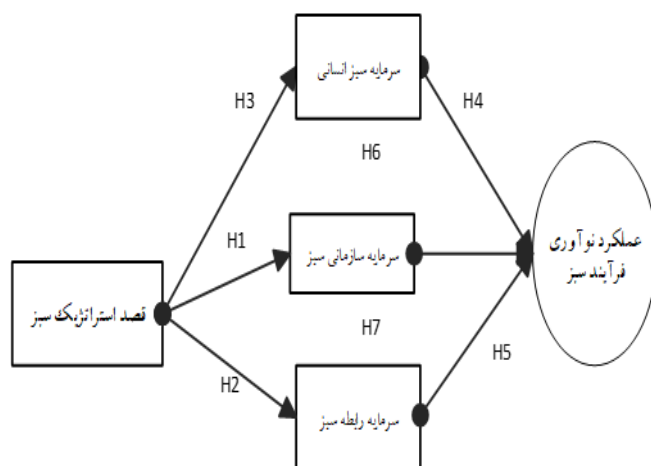 سرمایه سبز انسانی
H3
H4
H6
عملکرد نوآوری
فرآیند سبز
H1
سرمایه سازمانی سبز
قصد استراتژیک سبز
H7
H5
H2
سرمایه رابطه سبز